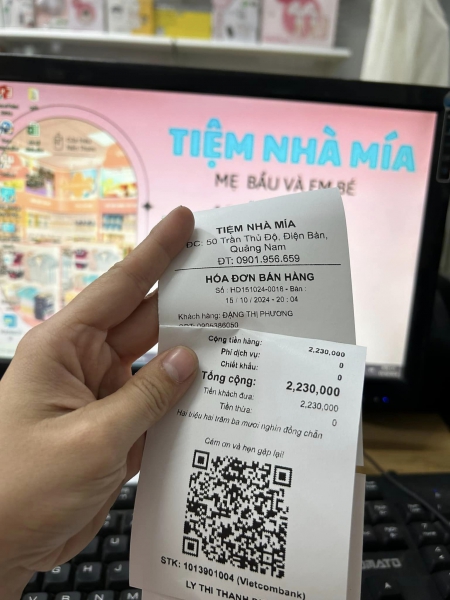 TIỆM NHÀ MÍA
MẸ BẦU VÀ EM BÉ
TIỆM NHÀ MÍA
ĐC: 50 Trần Thủ Độ, Điện Bàn,
Quảng Nam
ĐT: 0901.956.659
HÓA ĐƠN BÁN HÀNG
Số : HD151024-0016 - Bàn :
15 / 10 / 2024 - 20 : 04
Khách hàng: ĐẶNG THỊ PHƯƠNG
SĐT: 0905386050
Cộng tiền hàng: 2,230,000
Phí dịch vụ: 0
Chiết khấu: 0
Tổng cộng: 2,230,000
Tiền khách đưa: 2,230,000
Tiền thừa: 0
Hai triệu hai trăm ba mươi nghìn đồng chẵn
Cảm ơn và hẹn gặp lại!
STK: 1013901004 (Vietcombank)
LY THI THANH